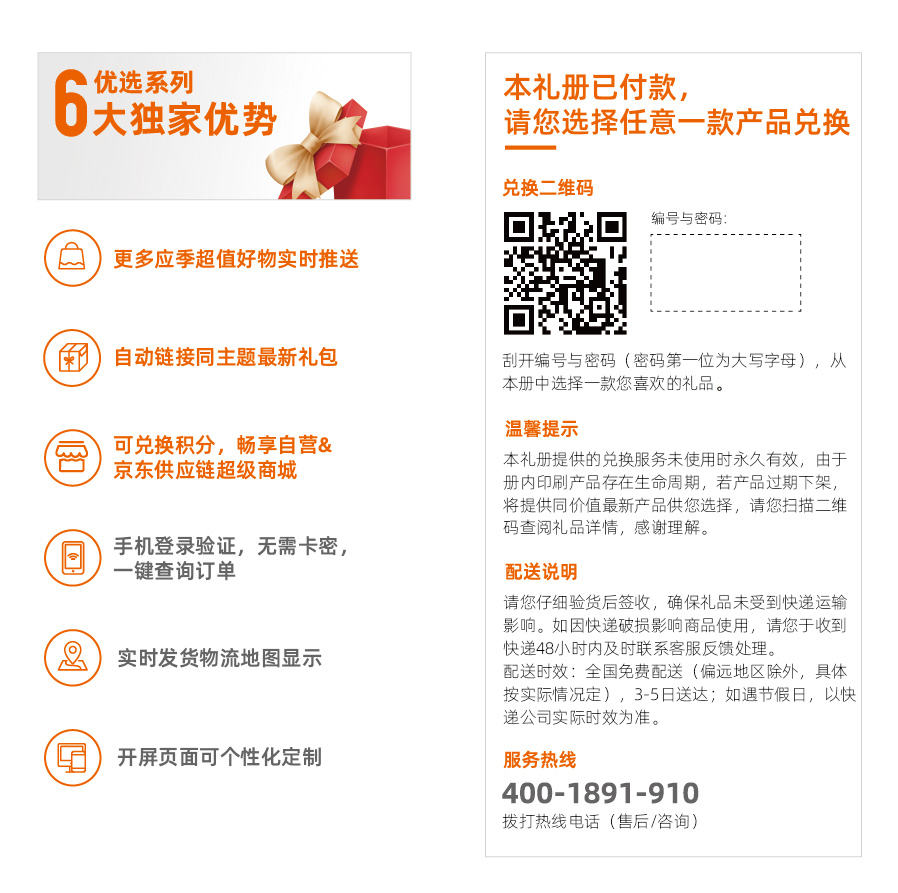 6
优选系列
大独家优势
更多应季超值好物实时推送
自动链接同主题最新礼包
可兑换积分，畅享自营&
京东供应链超级商城
手机登录验证，无需卡密，
一键查询订单
实时发货物流地图显示
开屏页面可个性化定制
本礼册已付款，
请您选择任意一款产品兑换
兑换二维码
编号与密码：
刮开编号与密码（密码第一位为大写字母），从
本册中选择一款您喜欢的礼品。
温馨提示
本礼册提供的兑换服务未使用时永久有效，由于
册内印刷产品存在生命周期，若产品过期下架，
将提供同价值最新产品供您选择，请您扫描二维
码查阅礼品详情，感谢理解。
配送说明
请您仔细验货后签收，确保礼品未受到快递运输
影响。如因快递破损影响商品使用，请您于收到
快递48小时内及时联系客服反馈处理。
配送时效：全国免费配送（偏远地区除外，具体
按实际情况定），3-5日送达；如遇节假日，以快
递公司实际时效为准。
服务热线
400-1891-910
拨打热线电话（售后/咨询）